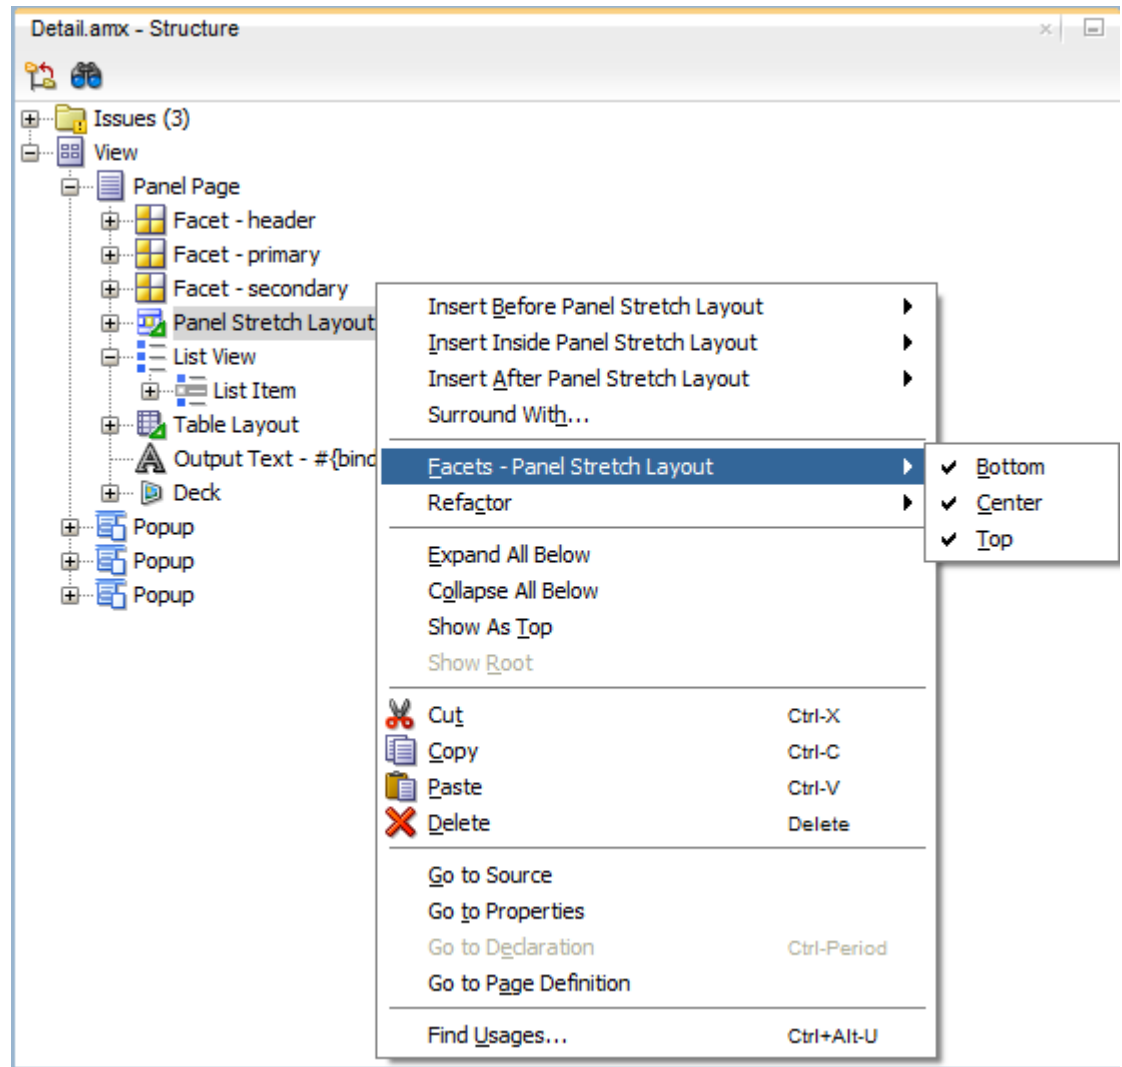 Detail.amx - Structure
Issues (3)
View
Panel Page
Facet - header
Facet - primary
Facet - secondary
Panel Stretch Layout
List View
List Item
Table Layout
Output Text - #{bind
Deck
Popup
Popup
Popup
Insert Before Panel Stretch Layout
Insert Inside Panel Stretch Layout
Insert After Panel Stretch Layout
Surround With...
Facets - Panel Stretch Layout
Refactor
Expand All Below
Collapse All Below
Show As Top
Show Root
Cut Ctrl-X
Copy Ctrl-C
Paste Ctrl-V
Delete Delete
Go to Source
Go to Properties
Go to Declaration Ctrl-Period
Go to Page Definition
Find Usages... Ctrl+Alt-U
Bottom
Center
Top